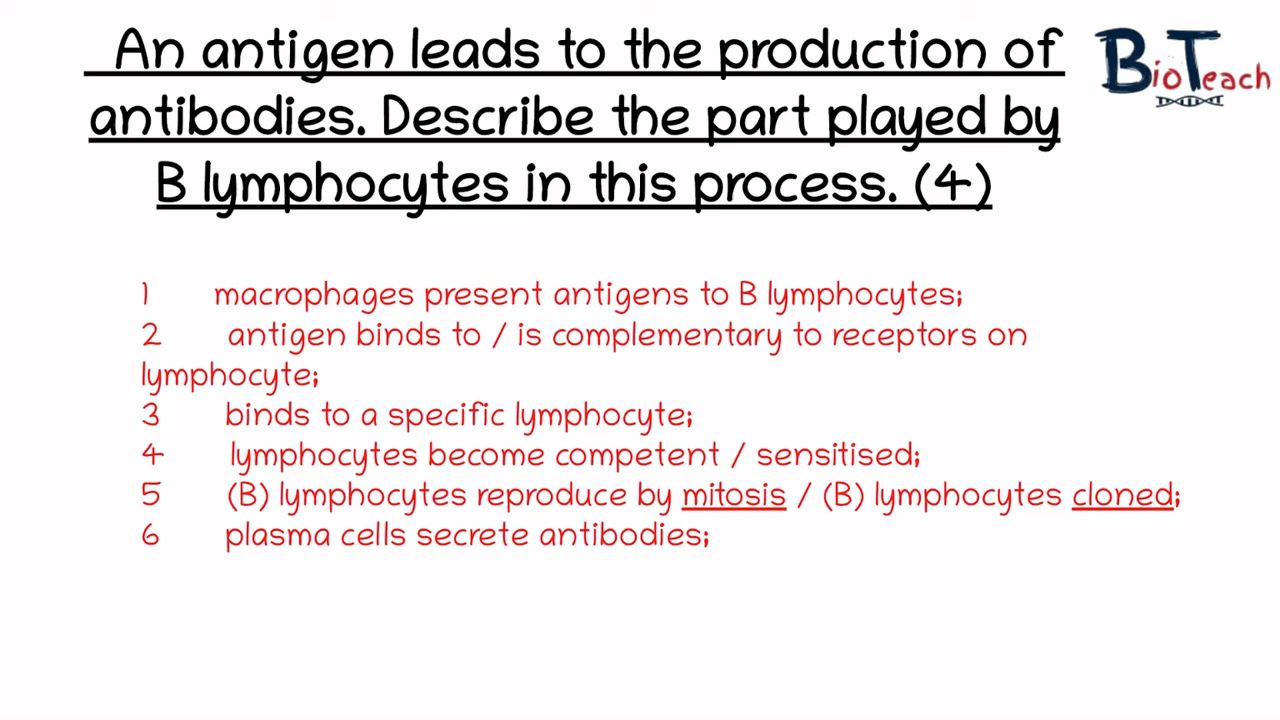 An antigen leads to the production of
antibodies. Describe the part played by
B lymphocytes in this process. (4)
BioTeach
1 macrophages present antigens to B lymphocytes;
2 antigen binds to / is complementary to receptors on
lymphocyte;
3 binds to a specific lymphocyte;
4 lymphocytes become competent / sensitised;
5 (B) lymphocytes reproduce by mitosis / (B) lymphocytes cloned;
6 plasma cells secrete antibodies;